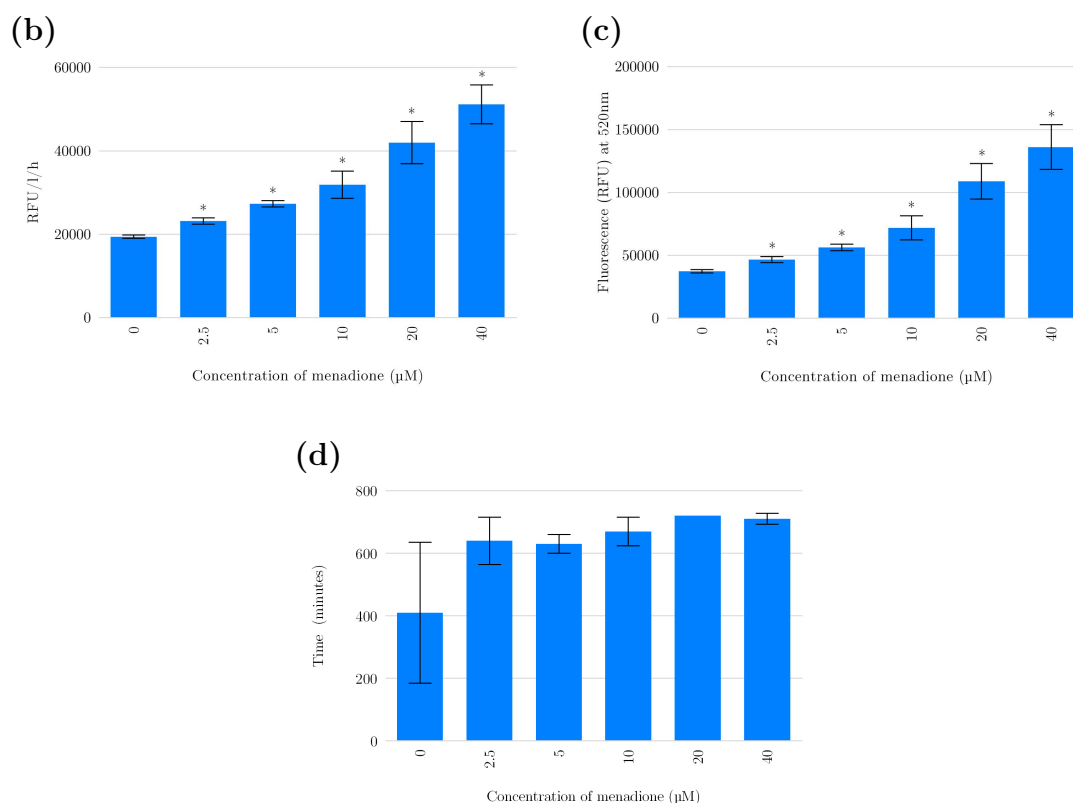 (b)
60000
40000
20000
0
RFU/l/h
* * * * *
0 2.5 5 10 20 40
Concentration of menadione (µM)
(c)
200000
150000
100000
50000
0
Fluorescence (RFU) at 520nm
* * * * *
0 2.5 5 10 20 40
Concentration of menadione (µM)
(d)
800
600
400
200
0
Time (minutes)
0 2.5 5 10 20 40
Concentration of menadione (µM)